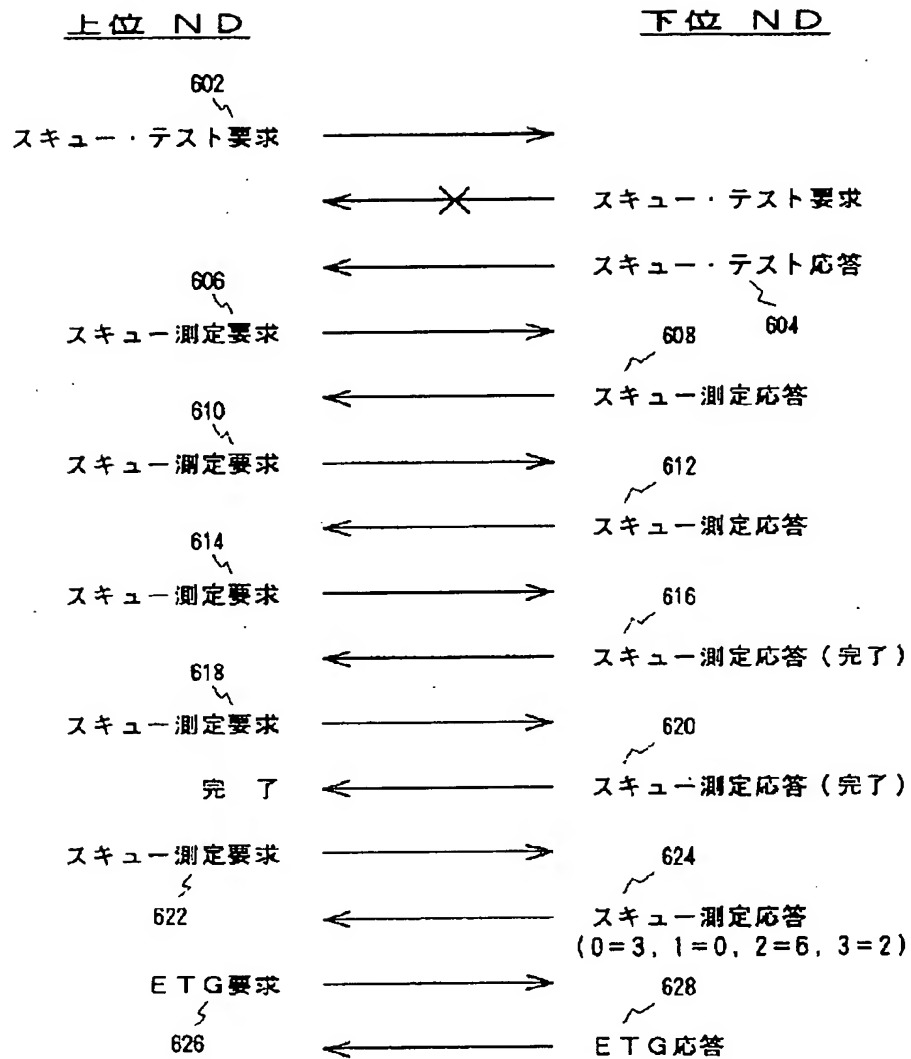 上位 ND
下位 ND
602
スキュー・テスト要求
スキュー・テスト要求
スキュー・テスト応答
604
606
スキュー測定要求
608
スキュー測定応答
610
スキュー測定要求
612
スキュー測定応答
614
スキュー測定要求
616
スキュー測定応答(完了)
618
スキュー測定要求
620
完 了
スキュー測定応答(完了)
スキュー測定要求
622
624
スキュー測定応答
(0=3, 1=0, 2=6, 3=2)
ETG要求
626
628
ETG応答